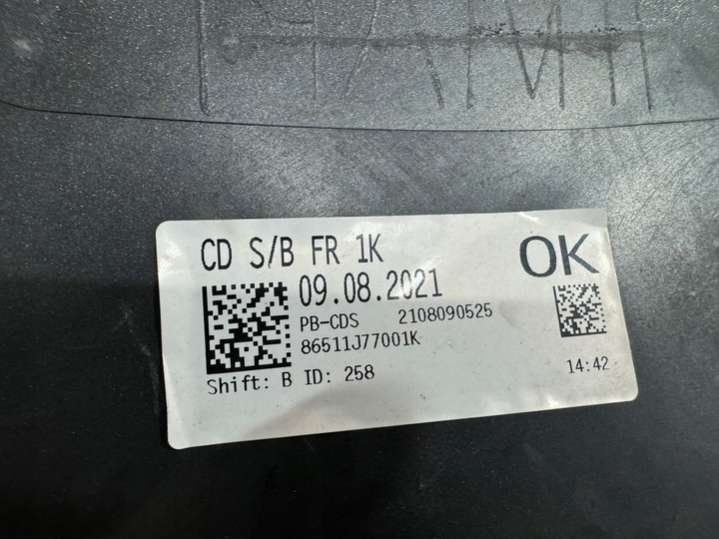 CD S/B FR 1K
OK
09.08.2021
PB-CDS 2108090525
86511J77001K
Shift: B ID: 258
14:42